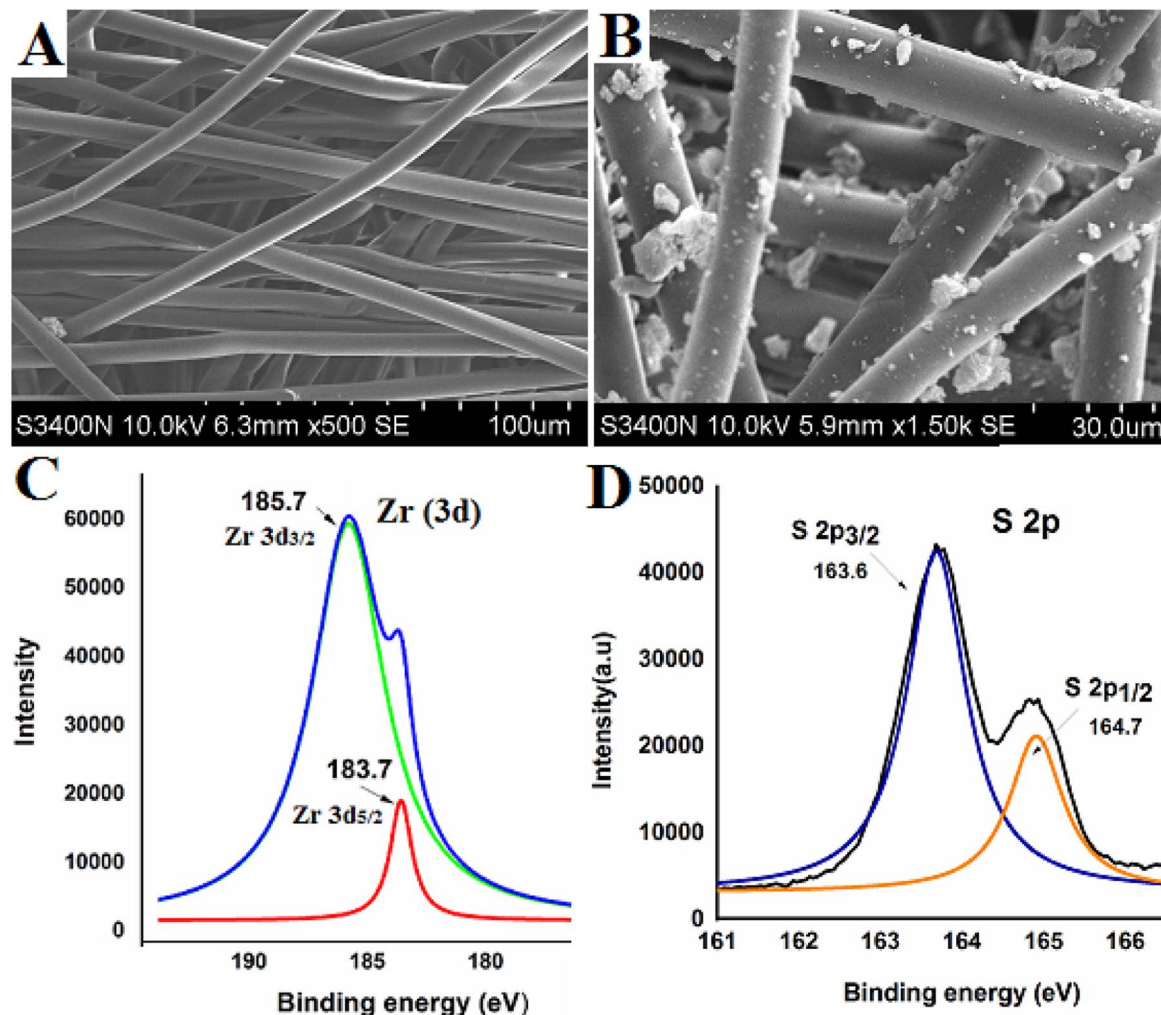 A
S3400N 10.0kV 6.3mm x500 SE 100um
B
S3400N 10.0kV 5.9mm x1.50k SE 30.0um
C
Zr (3d)
185.7
Zr 3d3/2
183.7
Zr 3d5/2
60000
50000
40000
30000
20000
10000
0
Intensity
190 185 180
Binding energy (eV)
D
S 2p
S 2p3/2
163.6
S 2p1/2
164.7
50000
40000
30000
20000
10000
0
Intensity(a.u)
161 162 163 164 165 166
Binding energy (eV)